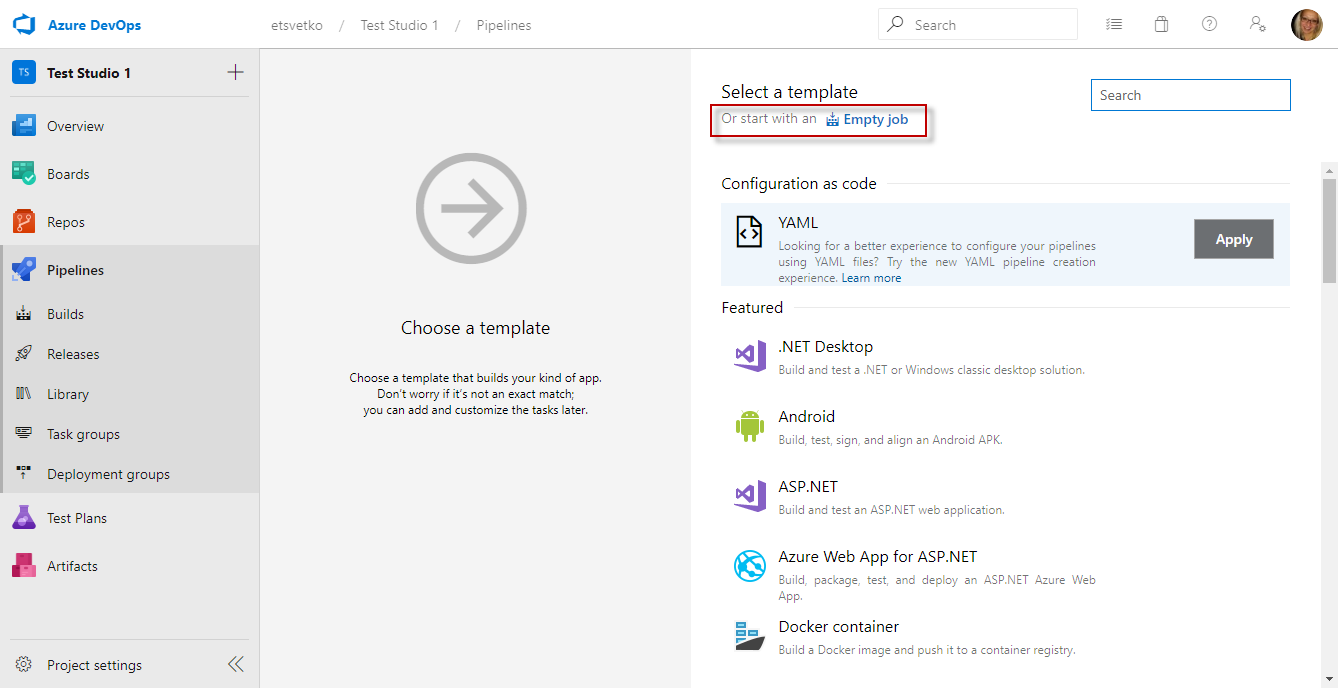 Azure DevOps
etsvetko / Test Studio 1 / Pipelines
Search
TS Test Studio 1
Overview
Boards
Repos
Pipelines
Builds
Releases
Library
Task groups
Deployment groups
Test Plans
Artifacts
Project settings
Choose a template
Choose a template that builds your kind of app.
Don't worry if it's not an exact match;
you can add and customize the tasks later.
Select a template
Or start with an Empty job
Search
Configuration as code
YAML
Looking for a better experience to configure your pipelines
using YAML files? Try the new YAML pipeline creation
experience. Learn more
Apply
Featured
.NET Desktop
Build and test a .NET or Windows classic desktop solution.
Android
Build, test, sign, and align an Android APK.
ASP.NET
Build and test an ASP.NET web application.
Azure Web App for ASP.NET
Build, package, test, and deploy an ASP.NET Azure Web
App.
Docker container
Build a Docker image and push it to a container registry.